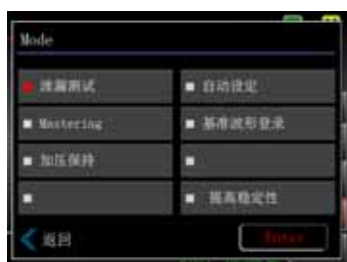 Mode
泄漏测试
自动设定
Mastering
基准波形登录
加压保持
提高稳定性
返回
Enter